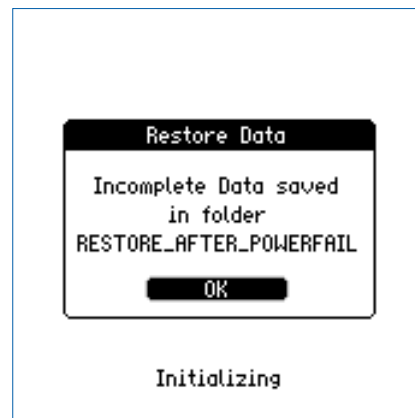 Restore Data
Incomplete Data saved
in folder
RESTORE_AFTER_POWERFAIL
OK
Initializing